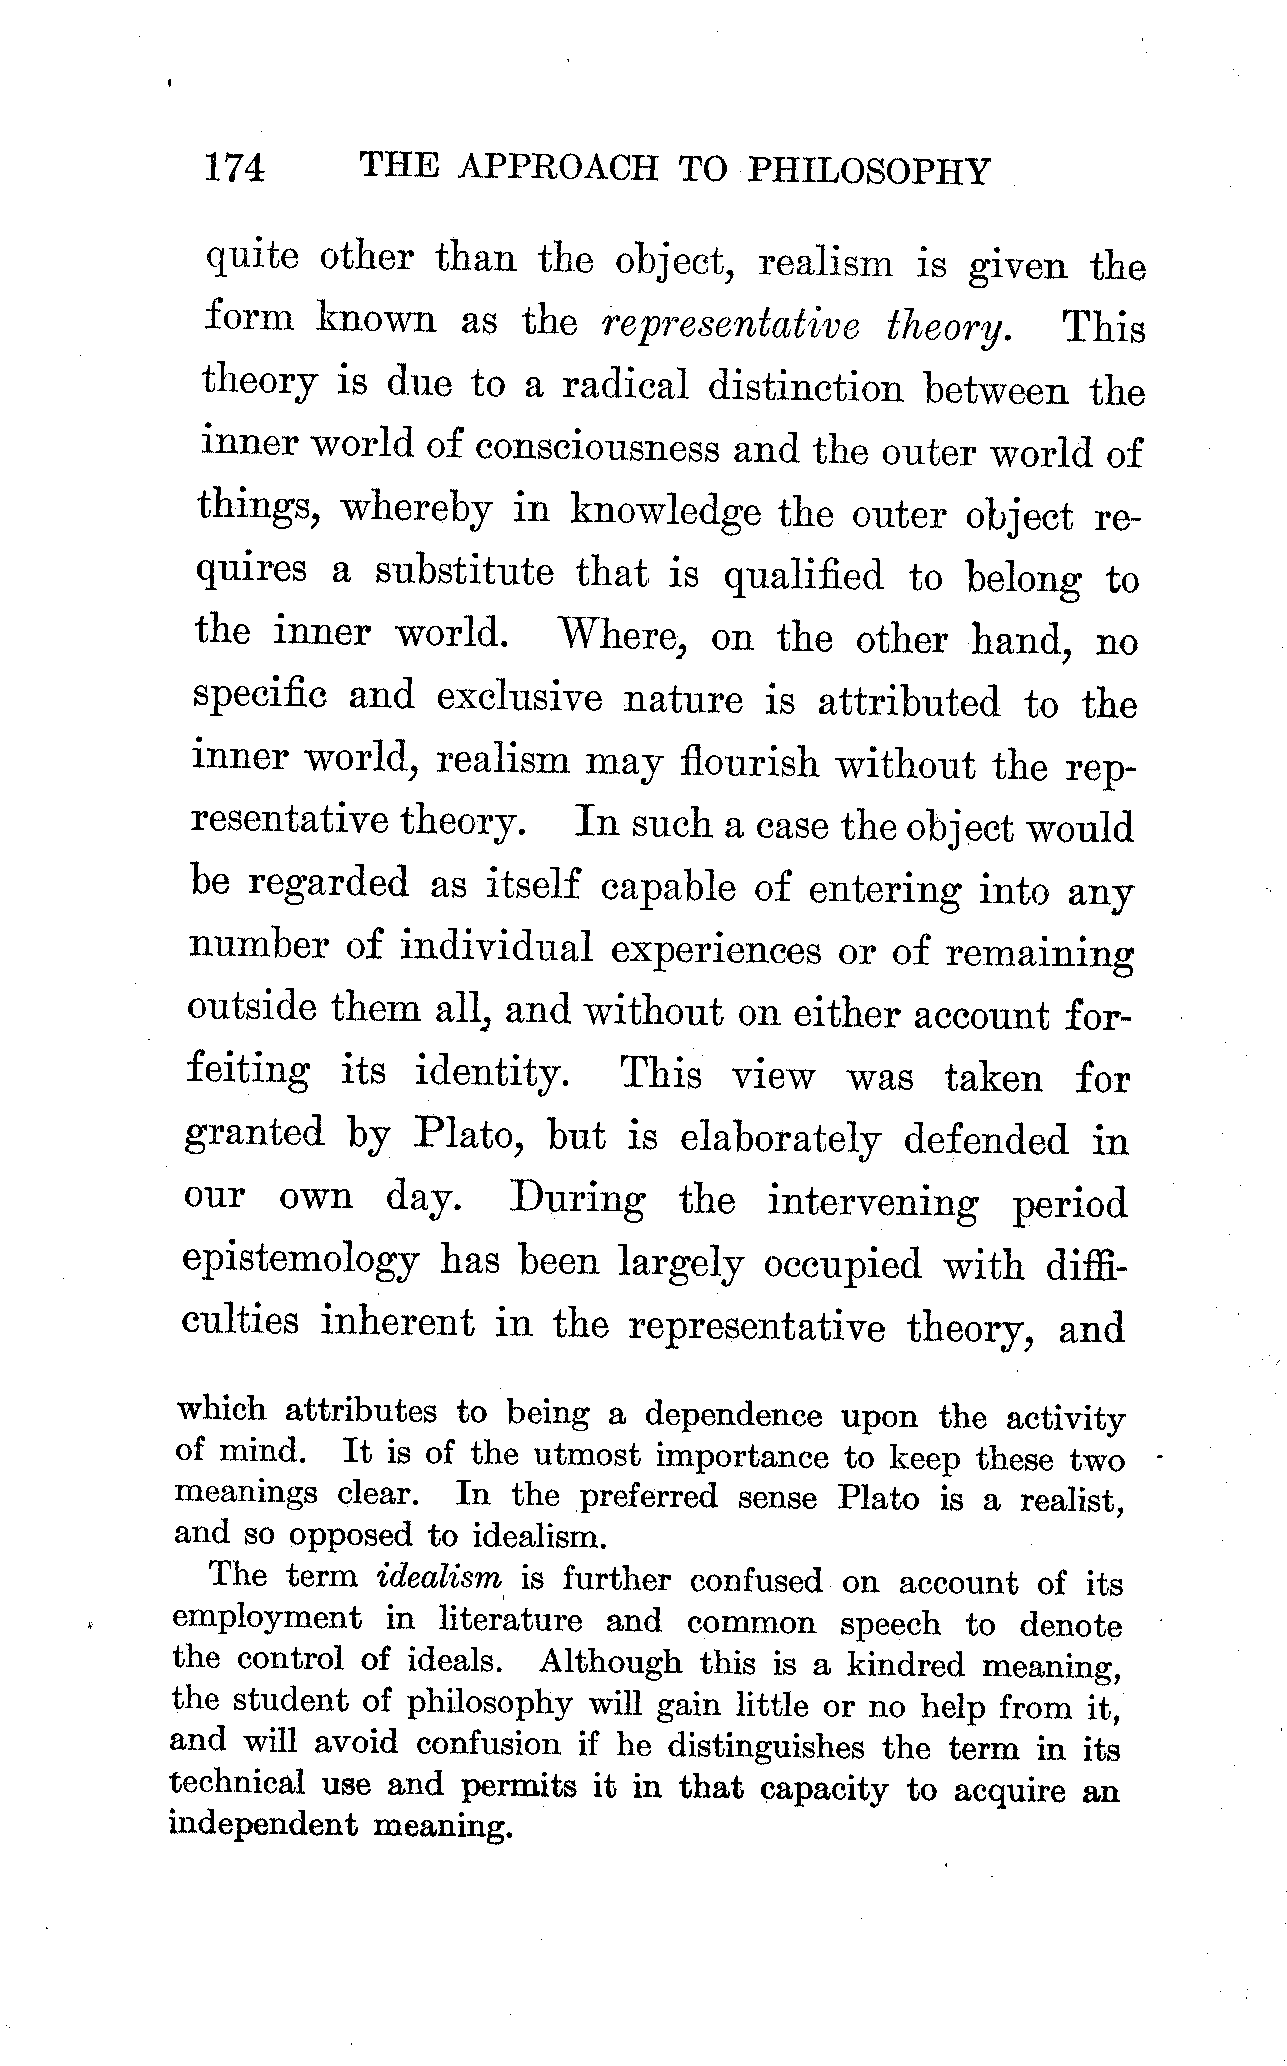 174 THE APPROACH TO PHILOSOPHY
quite other than the object, realism is given the
form known as the representative theory. This
theory is due to a radical distinction between the
inner world of consciousness and the outer world of
things, whereby in knowledge the outer object re-
quires a substitute that is qualified to belong to
the inner world. Where, on the other hand, no
specific and exclusive nature is attributed to the
inner world, realism may flourish without the rep-
resentative theory. In such a case the object would
be regarded as itself capable of entering into any
number of individual experiences or of remaining
outside them all, and without on either account for-
feiting its identity. This view was taken for
granted by Plato, but is elaborately defended in
our own day. During the intervening period
epistemology has been largely occupied with diffi-
culties inherent in the representative theory, and
which attributes to being a dependence upon the activity
of mind. It is of the utmost importance to keep these two
meanings clear. In the preferred sense Plato is a realist,
and so opposed to idealism.
The term idealism is further confused on account of its
employment in literature and common speech to denote
the control of ideals. Although this is a kindred meaning,
the student of philosophy will gain little or no help from it,
and will avoid confusion if he distinguishes the term in its
technical use and permits it in that capacity to acquire an
independent meaning.